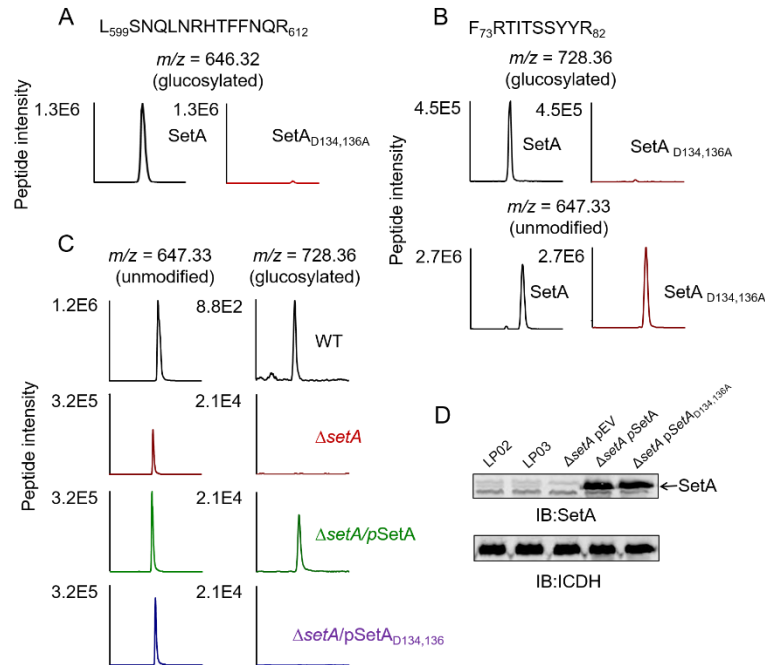 A
L599SNQLNRHTFFNQR612
m/z = 646.32
(glucosylated)
Peptide intensity
1.3E6
SetA
1.3E6
SetAD134,136A
B
F73RTITSSYYR82
m/z = 728.36
(glucosylated)
Peptide intensity
4.5E5
SetA
4.5E5
SetA D134,136A
m/z = 647.33
(unmodified)
2.7E6
SetA
2.7E6
SetA D134,136A
C
m/z = 647.33
(unmodified)
m/z = 728.36
(glucosylated)
Peptide intensity
1.2E6
8.8E2
WT
3.2E5
2.1E4
ΔsetA
3.2E5
2.1E4
ΔsetA/pSetA
3.2E5
2.1E4
ΔsetA/pSetAD134,136
D
LP02
LP03
ΔsetA pEV
ΔsetA pSetA
ΔsetA pSetAD134,136A
←SetA
IB:SetA
IB:ICDH